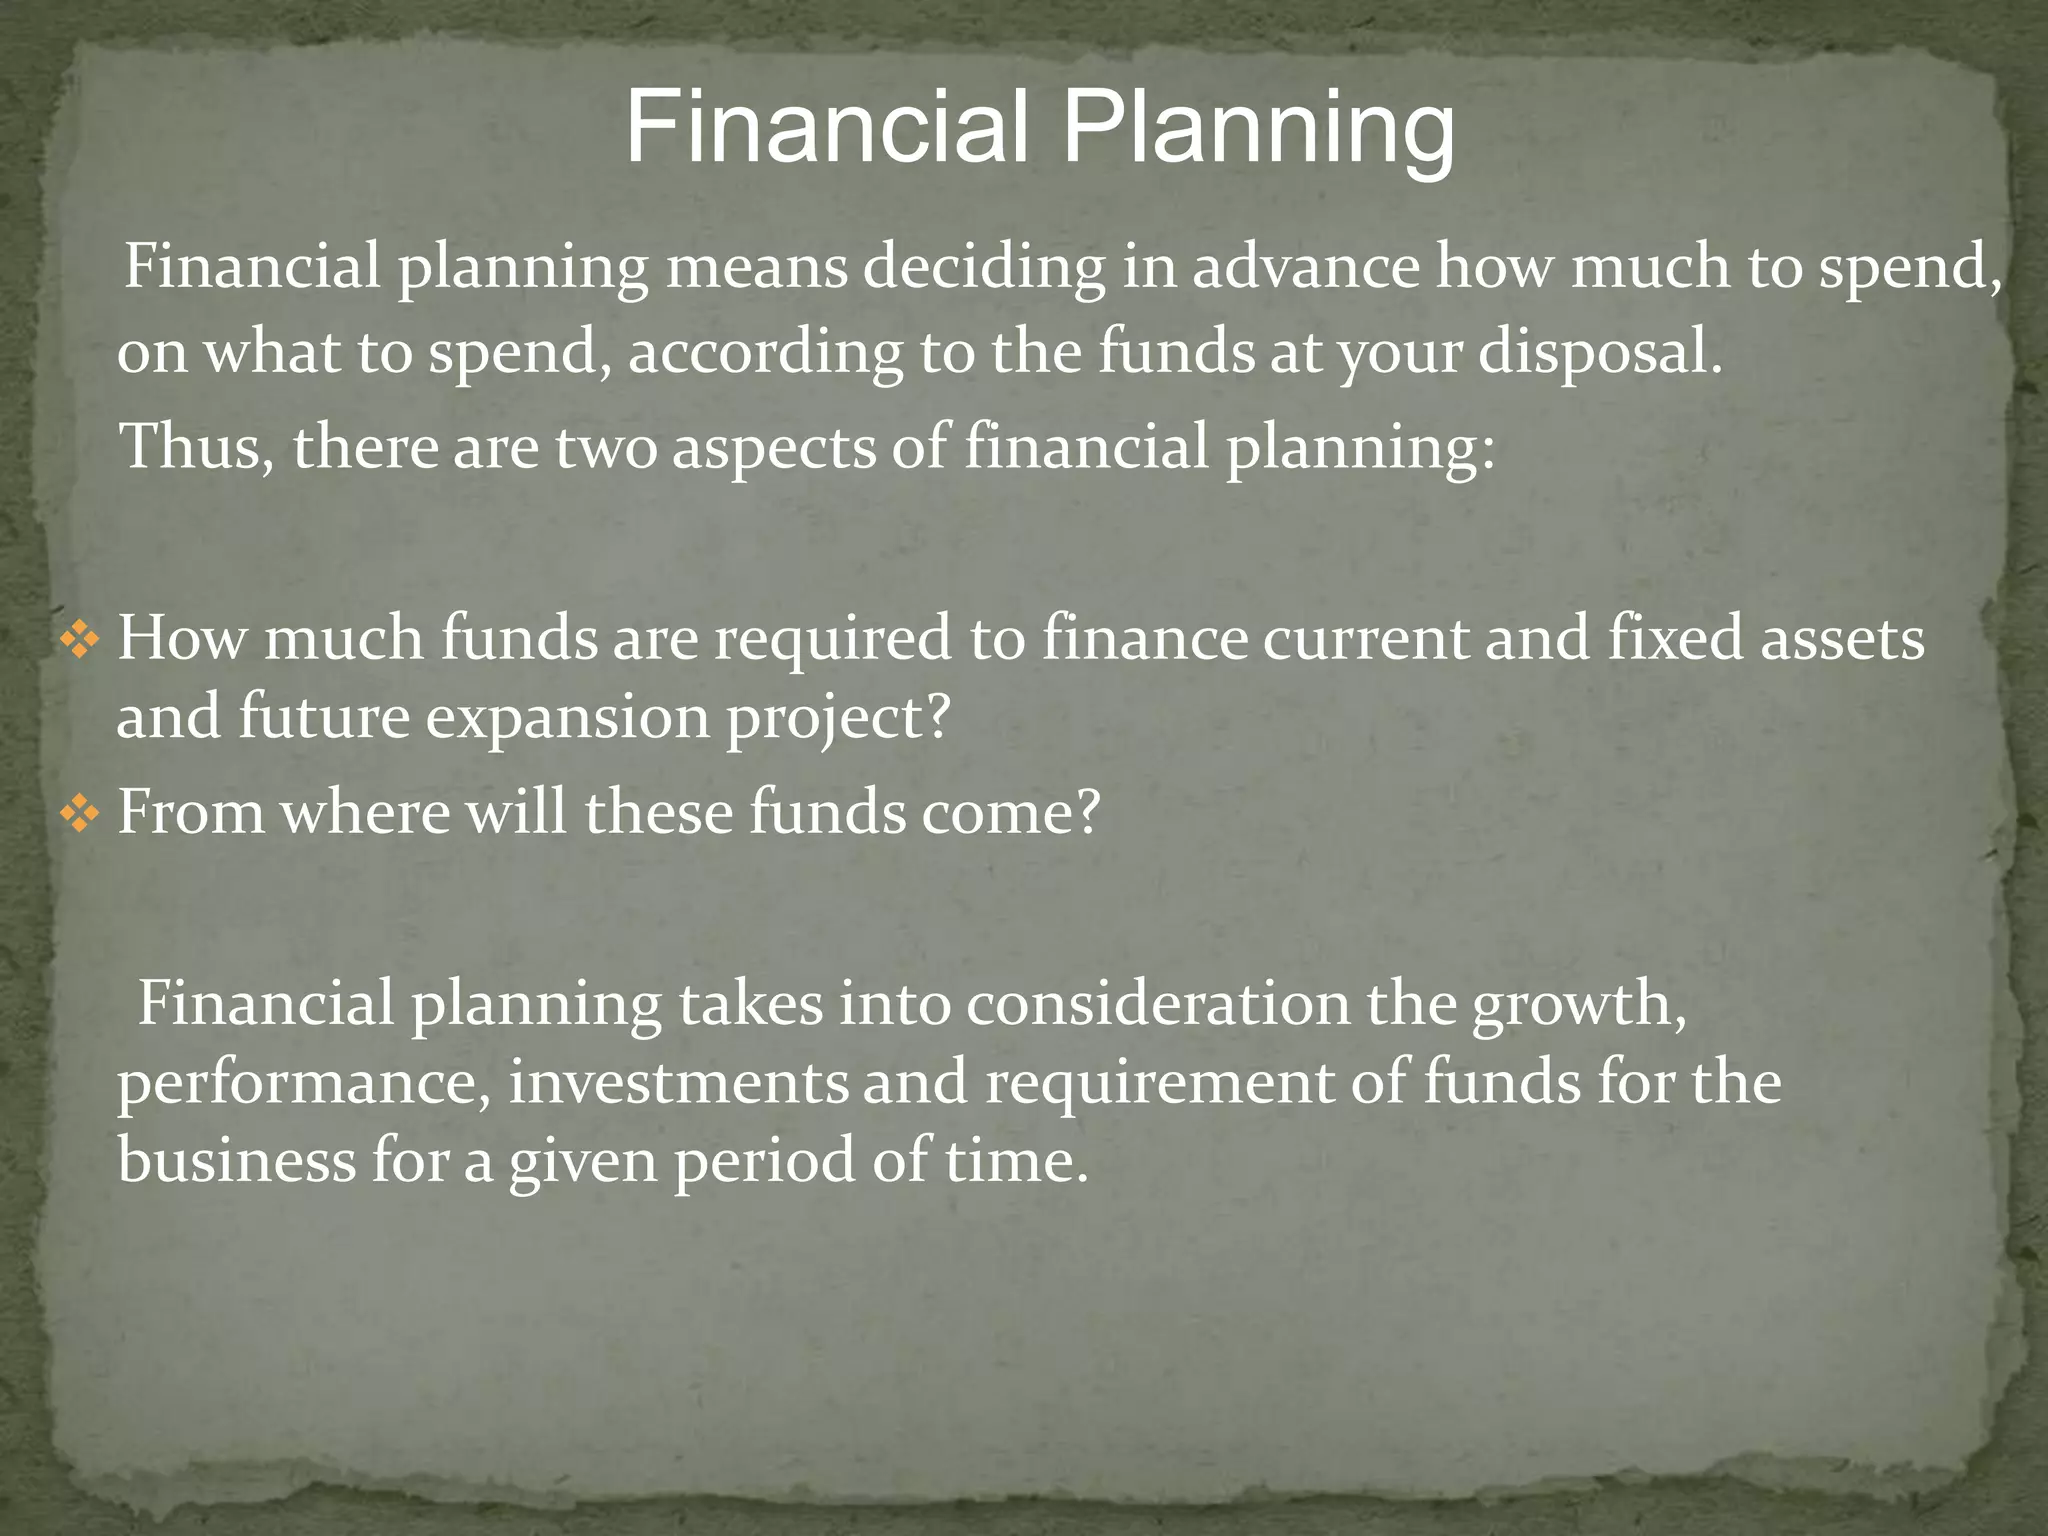 Financial Planning
Financial planning means deciding in advance how much to spend,
on what to spend, according to the funds at your disposal.
Thus, there are two aspects of financial planning:
❖ How much funds are required to finance current and fixed assets
and future expansion project?
❖ From where will these funds come?
Financial planning takes into consideration the growth,
performance, investments and requirement of funds for the
business for a given period of time.